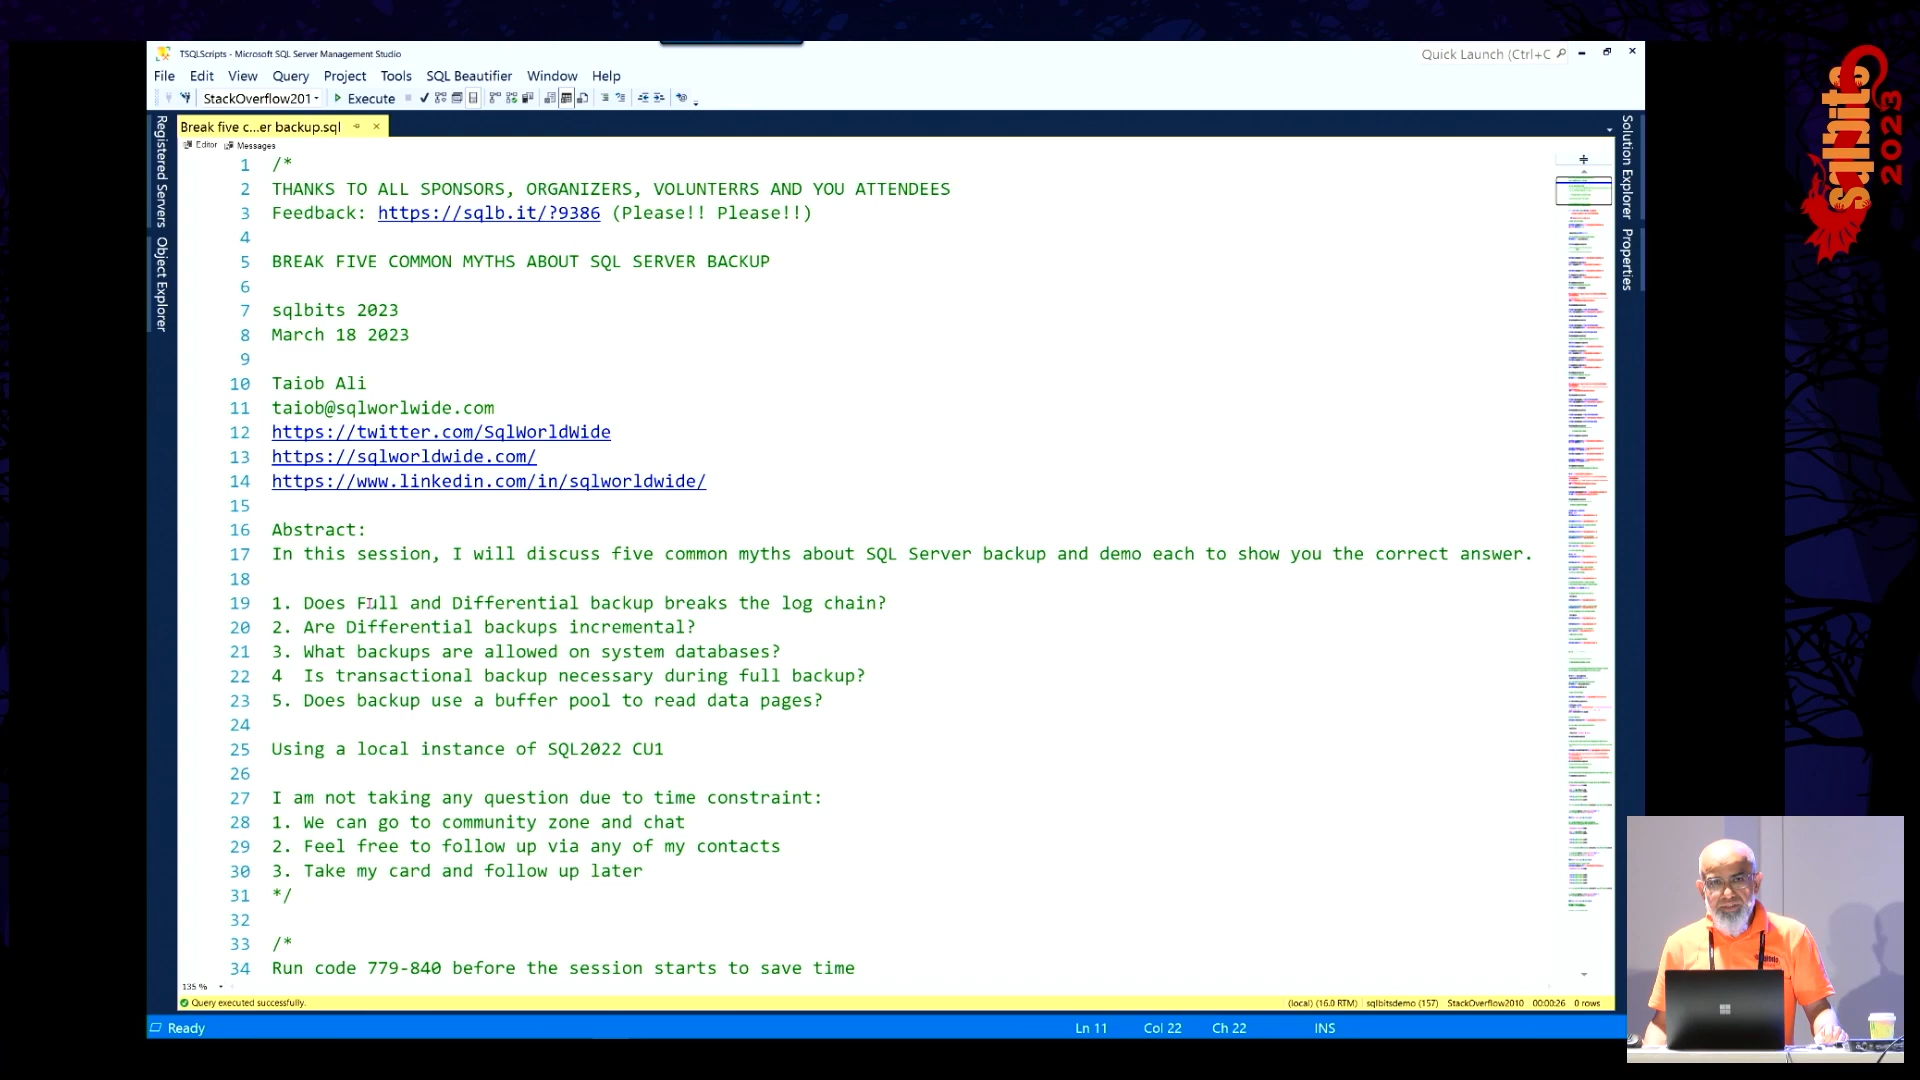 TSQLScripts - Microsoft SQL Server Management Studio
Quick Launch (Ctrl+C
File Edit View Query Project Tools SQL Beautifier Window Help
StackOverflow201 Execute
Break five c...er backup.sql
Editor Messages
Registered Servers
Object Explorer
Solution Explorer
Properties
1 /*
2 THANKS TO ALL SPONSORS, ORGANIZERS, VOLUNTERRS AND YOU ATTENDEES
3 Feedback: https://sqlb.it/?9386 (Please!! Please!!)
4
5 BREAK FIVE COMMON MYTHS ABOUT SQL SERVER BACKUP
6
7 sqlbits 2023
8 March 18 2023
9
10 Taiob Ali
11 taiob@sqlworlwide.com
12 https://twitter.com/SqlWorldWide
13 https://sqlworldwide.com/
14 https://www.linkedin.com/in/sqlworldwide/
15
16 Abstract:
17 In this session, I will discuss five common myths about SQL Server backup and demo each to show you the correct answer.
18
19 1. Does Full and Differential backup breaks the log chain?
20 2. Are Differential backups incremental?
21 3. What backups are allowed on system databases?
22 4 Is transactional backup necessary during full backup?
23 5. Does backup use a buffer pool to read data pages?
24
25 Using a local instance of SQL2022 CU1
26
27 I am not taking any question due to time constraint:
28 1. We can go to community zone and chat
29 2. Feel free to follow up via any of my contacts
30 3. Take my card and follow up later
31 */
32
33 /*
34 Run code 779-840 before the session starts to save time
135 %
Query executed successfully. (local) (16.0 RTM) sqlbitsdemo (157) StackOverflow2010 00:00:26 0 rows
Ready Ln 11 Col 22 Ch 22 INS
sqlbits
2023